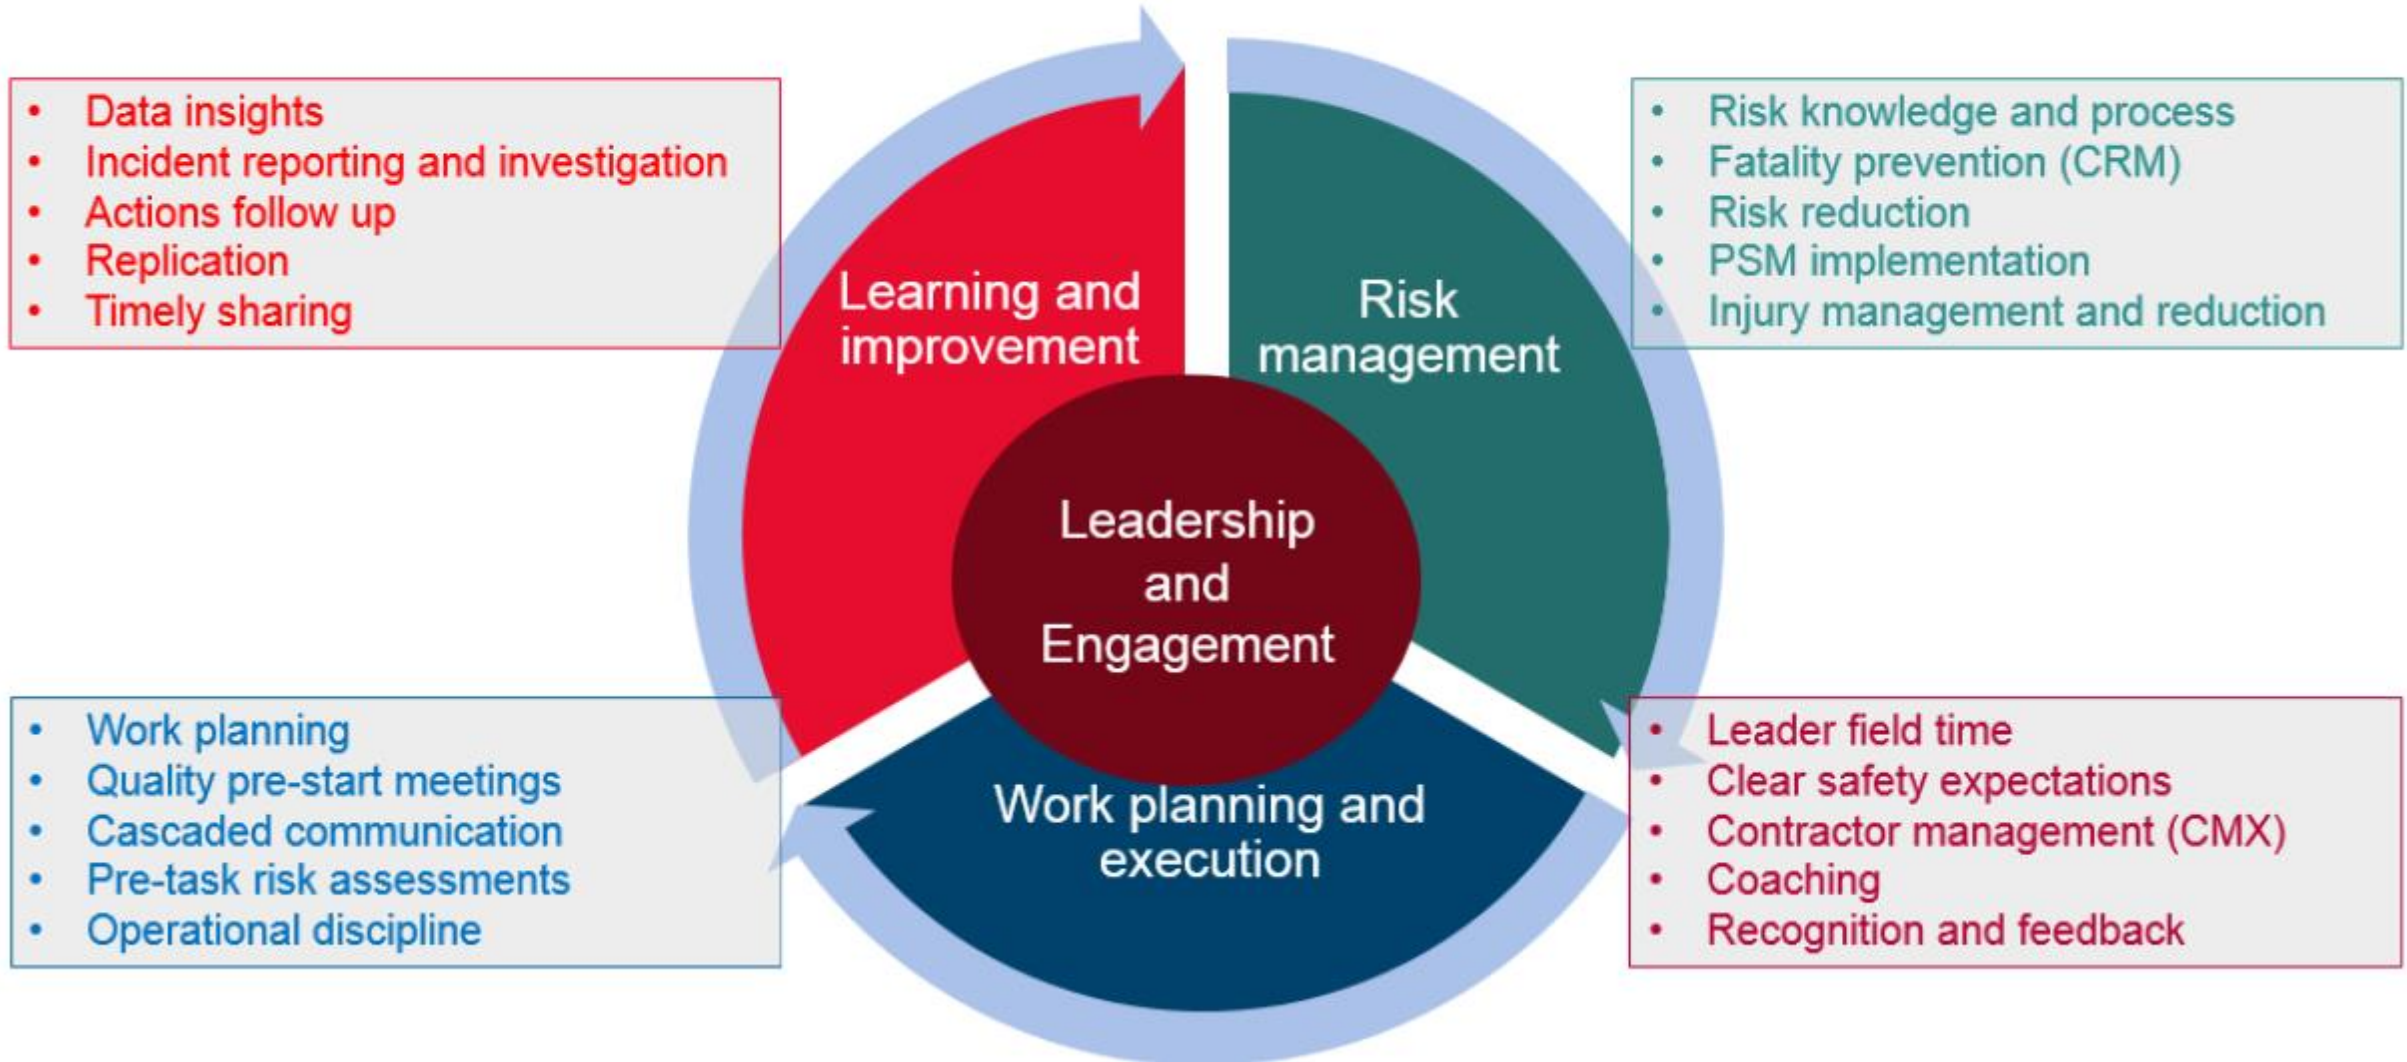 • Data insights
• Incident reporting and investigation
• Actions follow up
• Replication
• Timely sharing
Learning and
improvement
Risk
management
• Risk knowledge and process
• Fatality prevention (CRM)
• Risk reduction
• PSM implementation
• Injury management and reduction
Leadership
and
Engagement
• Work planning
• Quality pre-start meetings
• Cascaded communication
• Pre-task risk assessments
• Operational discipline
Work planning and
execution
• Leader field time
• Clear safety expectations
• Contractor management (CMX)
• Coaching
• Recognition and feedback